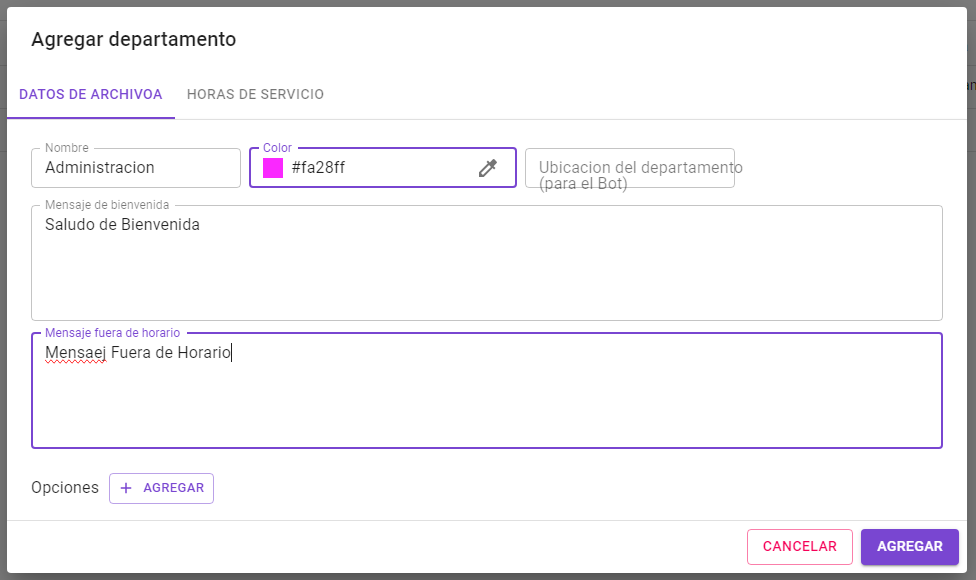 Agregar departamento
DATOS DE ARCHIVOA HORAS DE SERVICIO
Nombre
Administracion
Color
#fa28ff
Ubicacion del departamento
(para el Bot)
Mensaje de bienvenida
Saludo de Bienvenida
Mensaje fuera de horario
Mensaej Fuera de Horario
Opciones + AGREGAR
CANCELAR AGREGAR